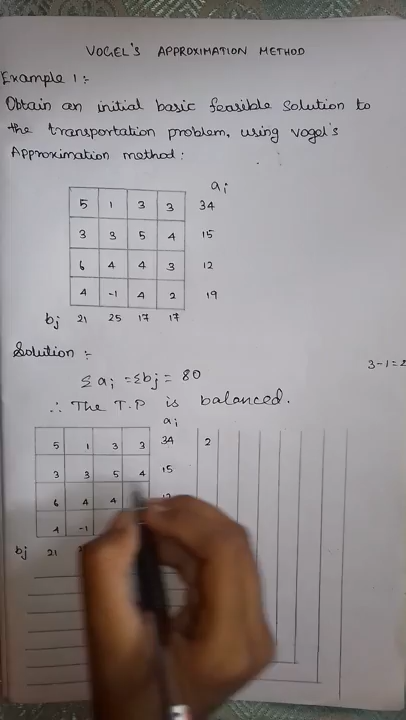 VOGEL'S APPROXIMATION METHOD
Example 1:-
Obtain an initial basic feasible solution to
the transportation problem, using vogel's
Approximation method:
ai
5 1 3 3 34
3 3 5 4 15
6 4 4 3 12
4 -1 4 2 19
bj 21 25 17 17
Solution :-
3-1=2
Σai = Σbj = 80
∴ The T.P is balanced.
ai
5 1 3 3 34 2
3 3 5 4 15
6 4 4
4 -1
bj 21